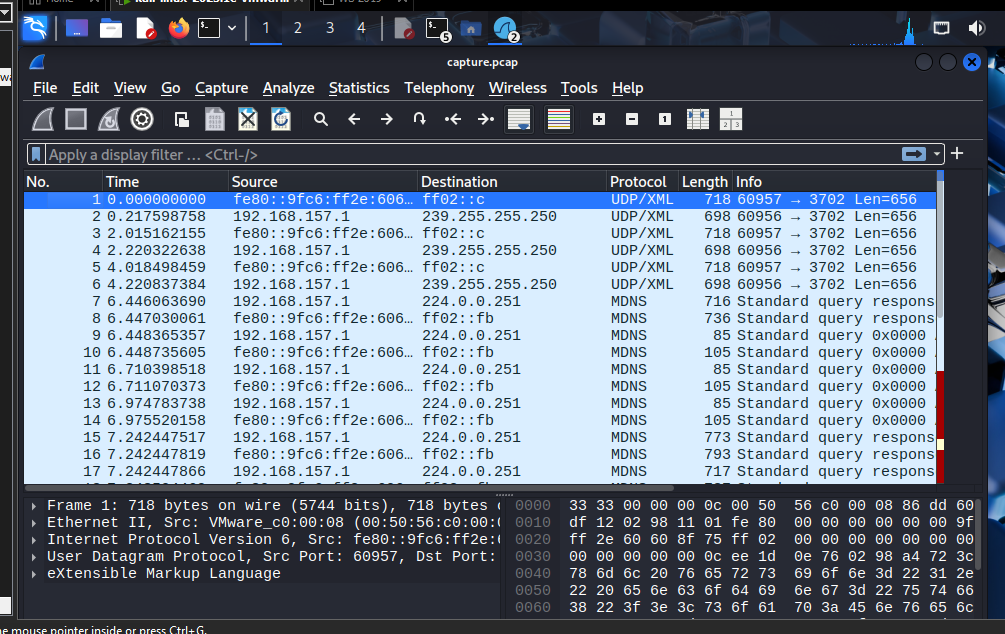 1 2 3 4 5 2
capture.pcap
File Edit View Go Capture Analyze Statistics Telephony Wireless Tools Help
Apply a display filter … <Ctrl-/>
No. Time Source Destination Protocol Length Info
1 0.000000000 fe80::9fc6:ff2e:606… ff02::c UDP/XML 718 60957 → 3702 Len=656
2 0.217598758 192.168.157.1 239.255.255.250 UDP/XML 698 60956 → 3702 Len=656
3 2.015162155 fe80::9fc6:ff2e:606… ff02::c UDP/XML 718 60957 → 3702 Len=656
4 2.220322638 192.168.157.1 239.255.255.250 UDP/XML 698 60956 → 3702 Len=656
5 4.018498459 fe80::9fc6:ff2e:606… ff02::c UDP/XML 718 60957 → 3702 Len=656
6 4.220837384 192.168.157.1 239.255.255.250 UDP/XML 698 60956 → 3702 Len=656
7 6.446063690 192.168.157.1 224.0.0.251 MDNS 716 Standard query respons
8 6.447030061 fe80::9fc6:ff2e:606… ff02::fb MDNS 736 Standard query respons
9 6.448365357 192.168.157.1 224.0.0.251 MDNS 85 Standard query 0x0000
10 6.448735605 fe80::9fc6:ff2e:606… ff02::fb MDNS 105 Standard query 0x0000
11 6.710398518 192.168.157.1 224.0.0.251 MDNS 85 Standard query 0x0000
12 6.711070373 fe80::9fc6:ff2e:606… ff02::fb MDNS 105 Standard query 0x0000
13 6.974783738 192.168.157.1 224.0.0.251 MDNS 85 Standard query 0x0000
14 6.975520158 fe80::9fc6:ff2e:606… ff02::fb MDNS 105 Standard query 0x0000
15 7.242447517 192.168.157.1 224.0.0.251 MDNS 773 Standard query respons
16 7.242447819 fe80::9fc6:ff2e:606… ff02::fb MDNS 793 Standard query respons
17 7.242447866 192.168.157.1 224.0.0.251 MDNS 717 Standard query respons
Frame 1: 718 bytes on wire (5744 bits), 718 bytes
Ethernet II, Src: VMware_c0:00:08 (00:50:56:c0:00:0
Internet Protocol Version 6, Src: fe80::9fc6:ff2e:6
User Datagram Protocol, Src Port: 60957, Dst Port:
eXtensible Markup Language
0000 33 33 00 00 00 0c 00 50 56 c0 00 08 86 dd 60
0010 df 12 02 98 11 01 fe 80 00 00 00 00 00 00 9f
0020 ff 2e 60 60 8f 75 ff 02 00 00 00 00 00 00 00
0030 00 00 00 00 00 0c ee 1d 0e 76 02 98 a4 72 3c
0040 78 6d 6c 20 76 65 72 73 69 6f 6e 3d 22 31 2e
0050 22 20 65 6e 63 6f 64 69 6e 67 3d 22 75 74 66
0060 38 22 3f 3e 3c 73 6f 61 70 3a 45 6e 76 65 6c
e mouse pointer inside or press Ctrl+G.